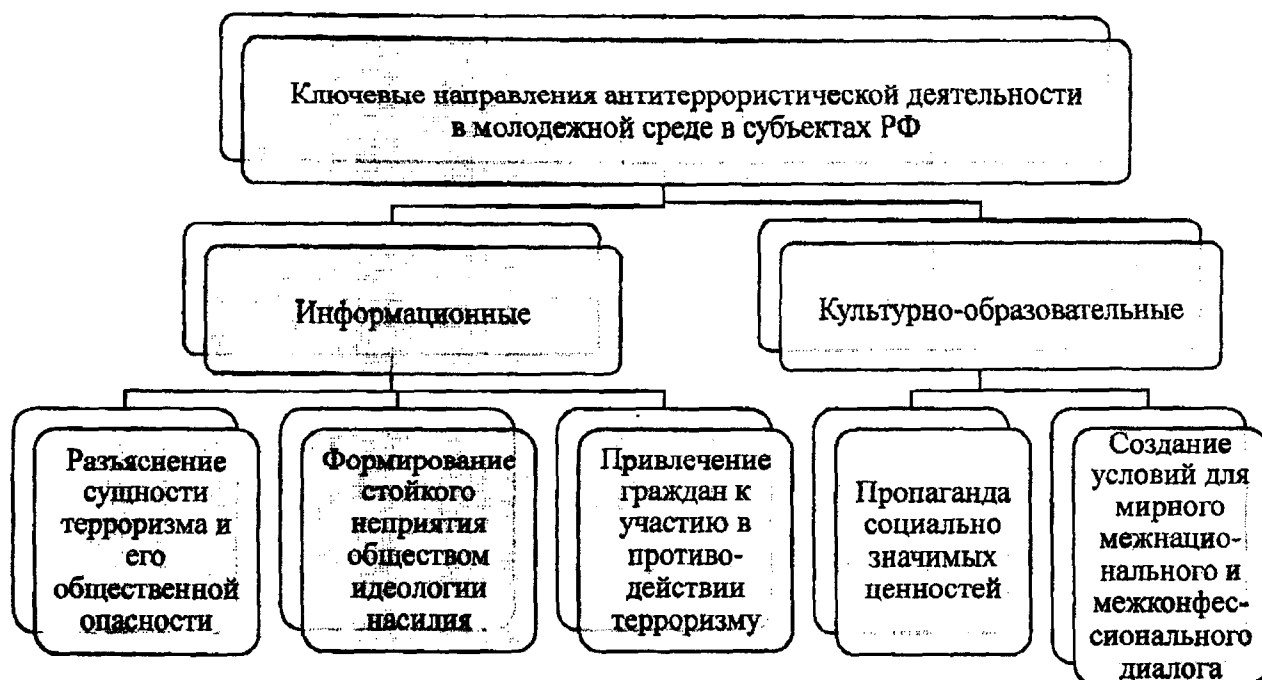 Ключевые направления антитеррористической деятельности
в молодежной среде в субъектах РФ
Информационные
Культурно-образовательные
Разъяснение
сущности
терроризма и
его
общественной
опасности
Формирование
стойкого
неприятия
обществом
идеологии
насилия
Привлечение
граждан к
участию в
противо-
действии
терроризму
Пропаганда
социально
значимых
ценностей
Создание
условий для
мирного
межнацио-
нального и
межконфес-
сионального
диалога